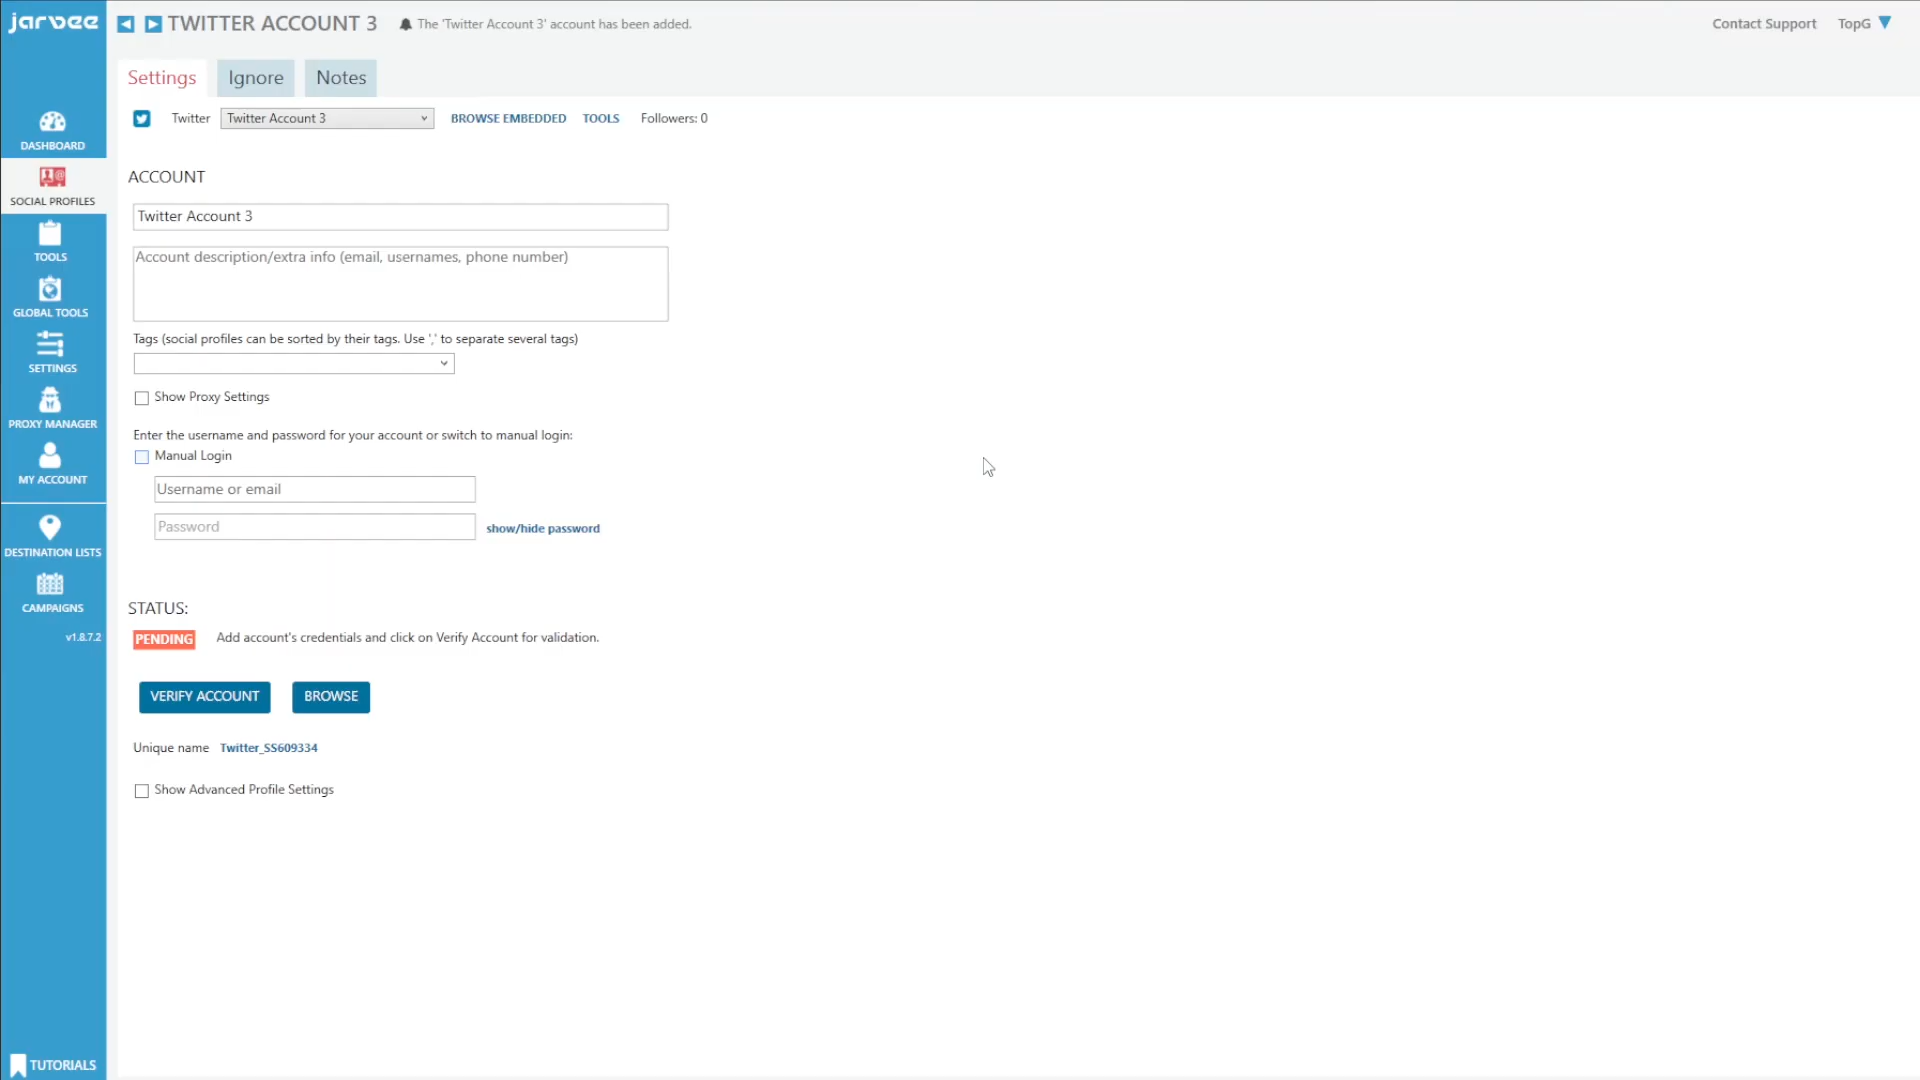 jarvee
TWITTER ACCOUNT 3
The 'Twitter Account 3' account has been added.
Contact Support
TopG
Settings
Ignore
Notes
Twitter
Twitter Account 3
BROWSE EMBEDDED
TOOLS
Followers: 0
DASHBOARD
SOCIAL PROFILES
TOOLS
GLOBAL TOOLS
SETTINGS
PROXY MANAGER
MY ACCOUNT
DESTINATION LISTS
CAMPAIGNS
v1.8.7.2
TUTORIALS
ACCOUNT
Twitter Account 3
Account description/extra info (email, usernames, phone number)
Tags (social profiles can be sorted by their tags. Use ',' to separate several tags)
Show Proxy Settings
Enter the username and password for your account or switch to manual login:
Manual Login
Username or email
Password
show/hide password
STATUS:
PENDING
Add account's credentials and click on Verify Account for validation.
VERIFY ACCOUNT
BROWSE
Unique name Twitter_SS609334
Show Advanced Profile Settings